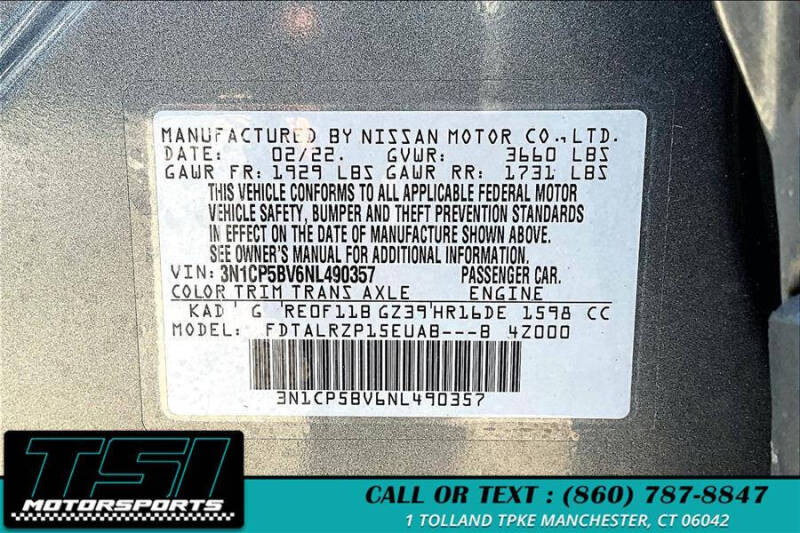 MANUFACTURED BY NISSAN MOTOR CO.,LTD.
DATE: 02/22. GVWR: 3660 LBS
GAWR FR: 1929 LBS GAWR RR: 1731 LBS
THIS VEHICLE CONFORMS TO ALL APPLICABLE FEDERAL MOTOR
VEHICLE SAFETY, BUMPER AND THEFT PREVENTION STANDARDS
IN EFFECT ON THE DATE OF MANUFACTURE SHOWN ABOVE.
SEE OWNER'S MANUAL FOR ADDITIONAL INFORMATION.
VIN: 3N1CP5BV6NL490357 PASSENGER CAR.
COLOR TRIM TRANS AXLE ENGINE
KAD G RE0F11B GZ39 HR16DE 1598 CC
MODEL: FDTALRZP15EUAB---B 4Z000
3N1CP5BV6NL490357
TSI
MOTORSPORTS
CALL OR TEXT : (860) 787-8847
1 TOLLAND TPKE MANCHESTER, CT 06042